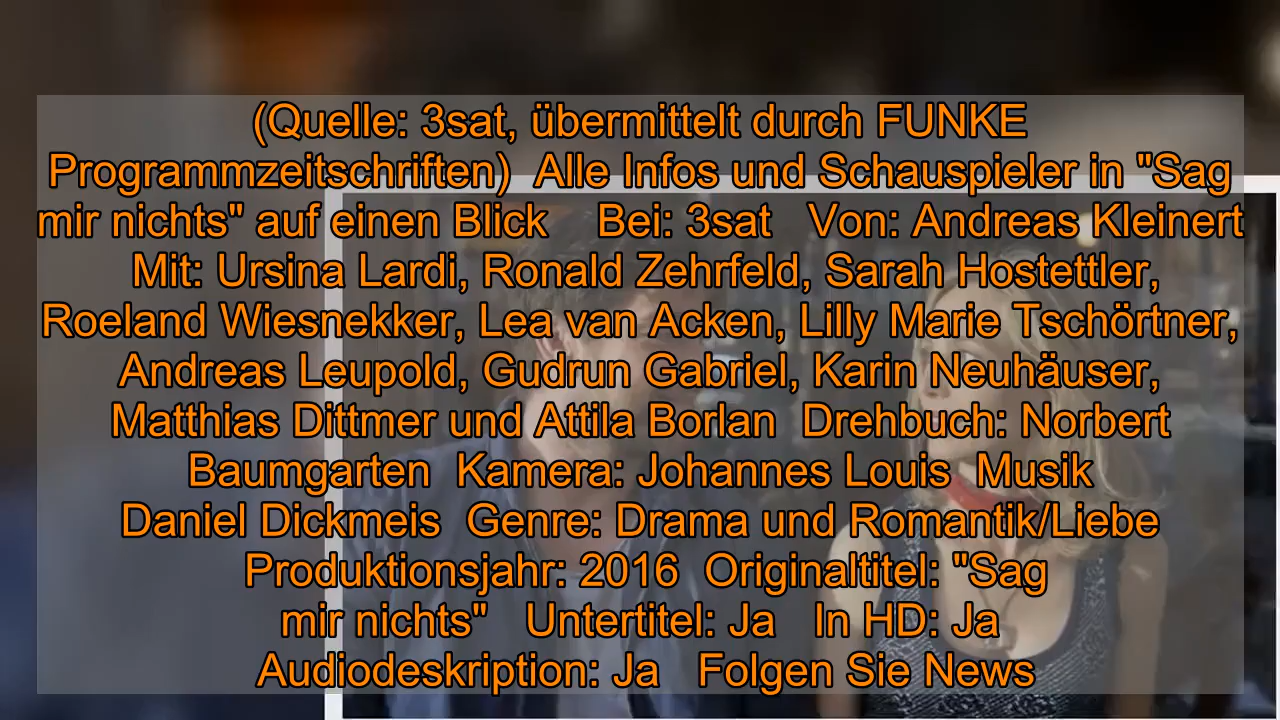 (Quelle: 3sat, übermittelt durch FUNKE
Programmzeitschriften)  Alle Infos und Schauspieler in "Sag
mir nichts" auf einen Blick    Bei: 3sat   Von: Andreas Kleinert
Mit: Ursina Lardi, Ronald Zehrfeld, Sarah Hostettler,
Roeland Wiesnekker, Lea van Acken, Lilly Marie Tschörtner,
Andreas Leupold, Gudrun Gabriel, Karin Neuhäuser,
Matthias Dittmer und Attila Borlan  Drehbuch: Norbert
Baumgarten  Kamera: Johannes Louis  Musik
Daniel Dickmeis  Genre: Drama und Romantik/Liebe
Produktionsjahr: 2016  Originaltitel: "Sag
mir nichts"   Untertitel: Ja   In HD: Ja
Audiodeskription: Ja   Folgen Sie News